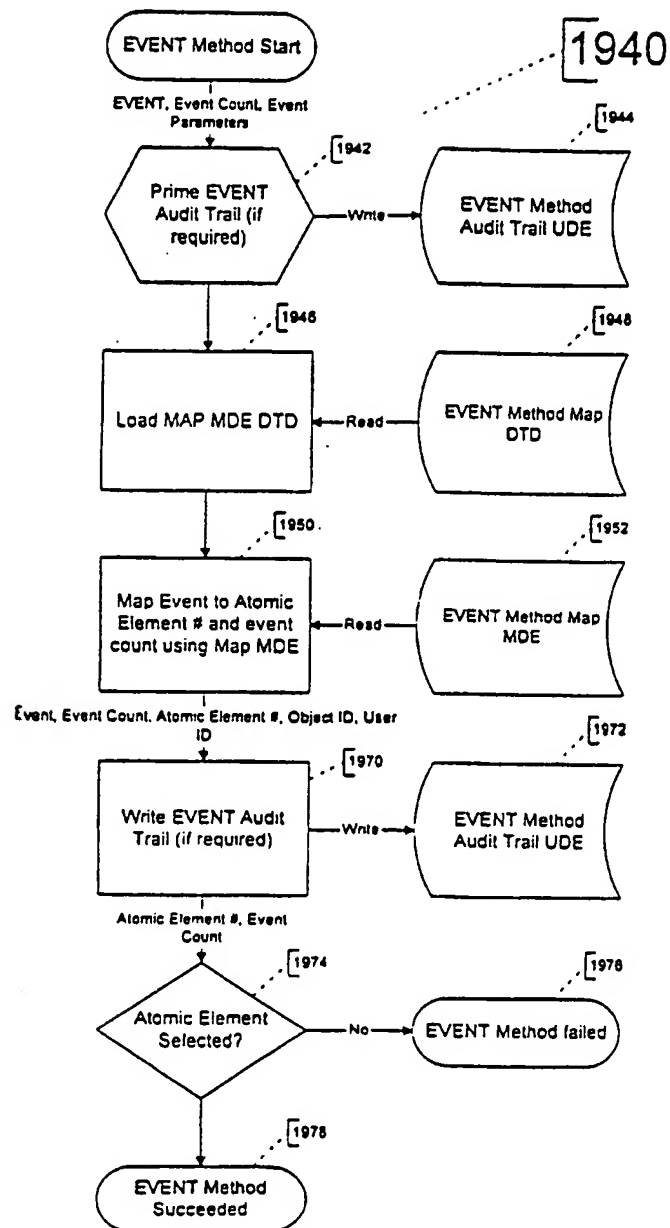 EVENT Method Start
1940
EVENT, Event Count, Event
Parameters
1942
1944
Prime EVENT
Audit Trail (if
required)
Write
EVENT Method
Audit Trail UDE
1946
1948
Load MAP MDE DTD
Read
EVENT Method Map
DTD
1950
1952
Map Event to Atomic
Element # and event
count using Map MDE
Read
EVENT Method Map
MDE
Event, Event Count, Atomic Element #, Object ID, User
ID
1970
1972
Write EVENT Audit
Trail (if required)
Write
EVENT Method
Audit Trail UDE
Atomic Element #, Event
Count
1974
1976
Atomic Element
Selected?
No
EVENT Method failed
1978
EVENT Method
Succeeded